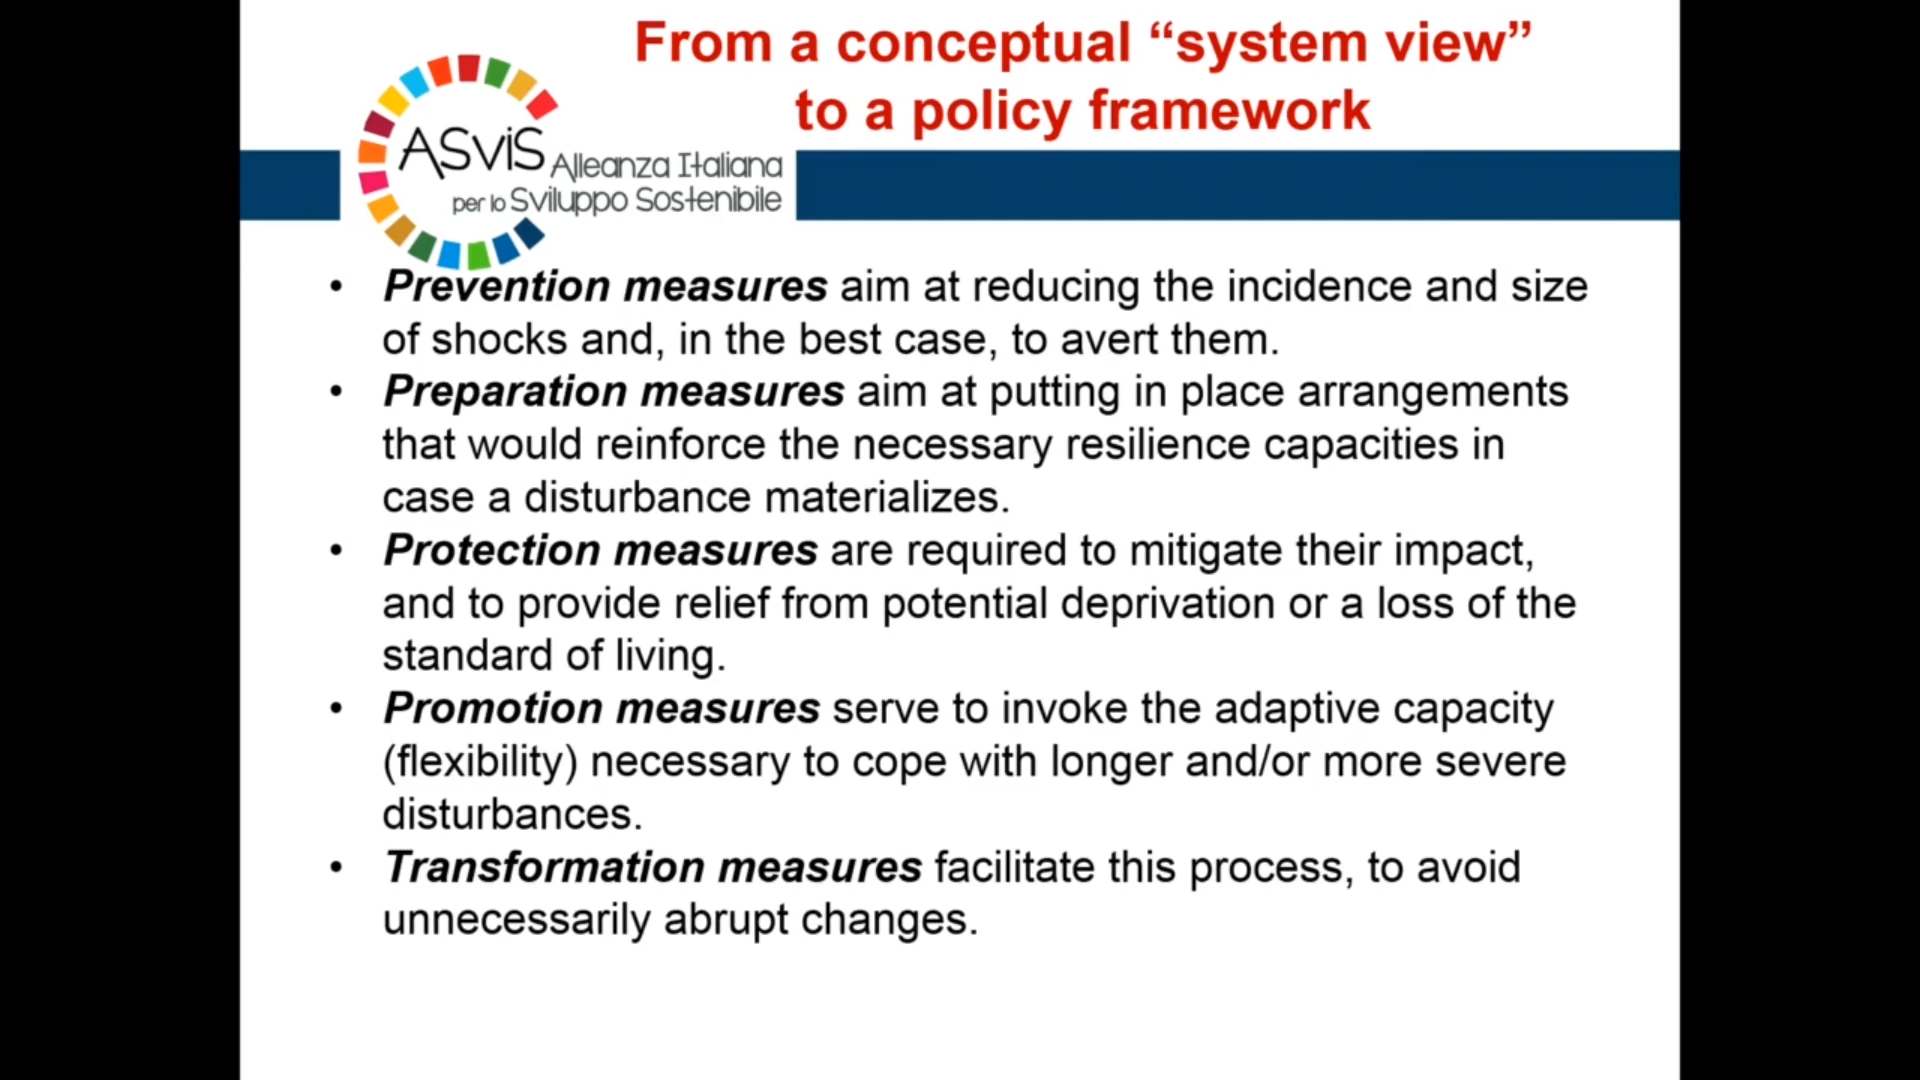 From a conceptual “system view”
to a policy framework
ASviS Alleanza Italiana
per lo Sviluppo Sostenibile
• Prevention measures aim at reducing the incidence and size
of shocks and, in the best case, to avert them.
• Preparation measures aim at putting in place arrangements
that would reinforce the necessary resilience capacities in
case a disturbance materializes.
• Protection measures are required to mitigate their impact,
and to provide relief from potential deprivation or a loss of the
standard of living.
• Promotion measures serve to invoke the adaptive capacity
(flexibility) necessary to cope with longer and/or more severe
disturbances.
• Transformation measures facilitate this process, to avoid
unnecessarily abrupt changes.